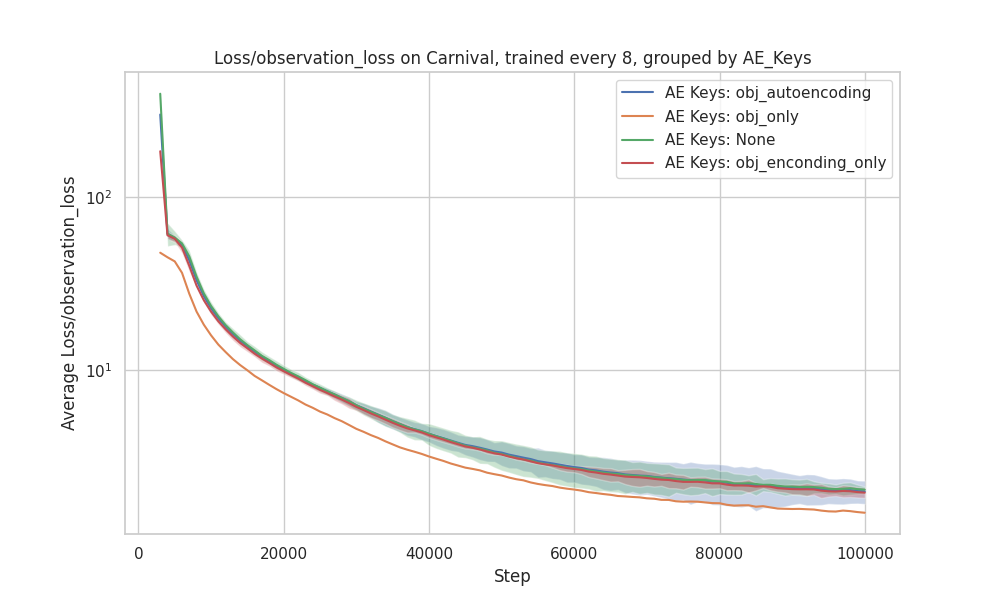 Loss/observation_loss on Carnival, trained every 8, grouped by AE_Keys
AE Keys: obj_autoencoding
AE Keys: obj_only
AE Keys: None
AE Keys: obj_enconding_only
Average Loss/observation_loss
10²
10¹
0 20000 40000 60000 80000 100000
Step